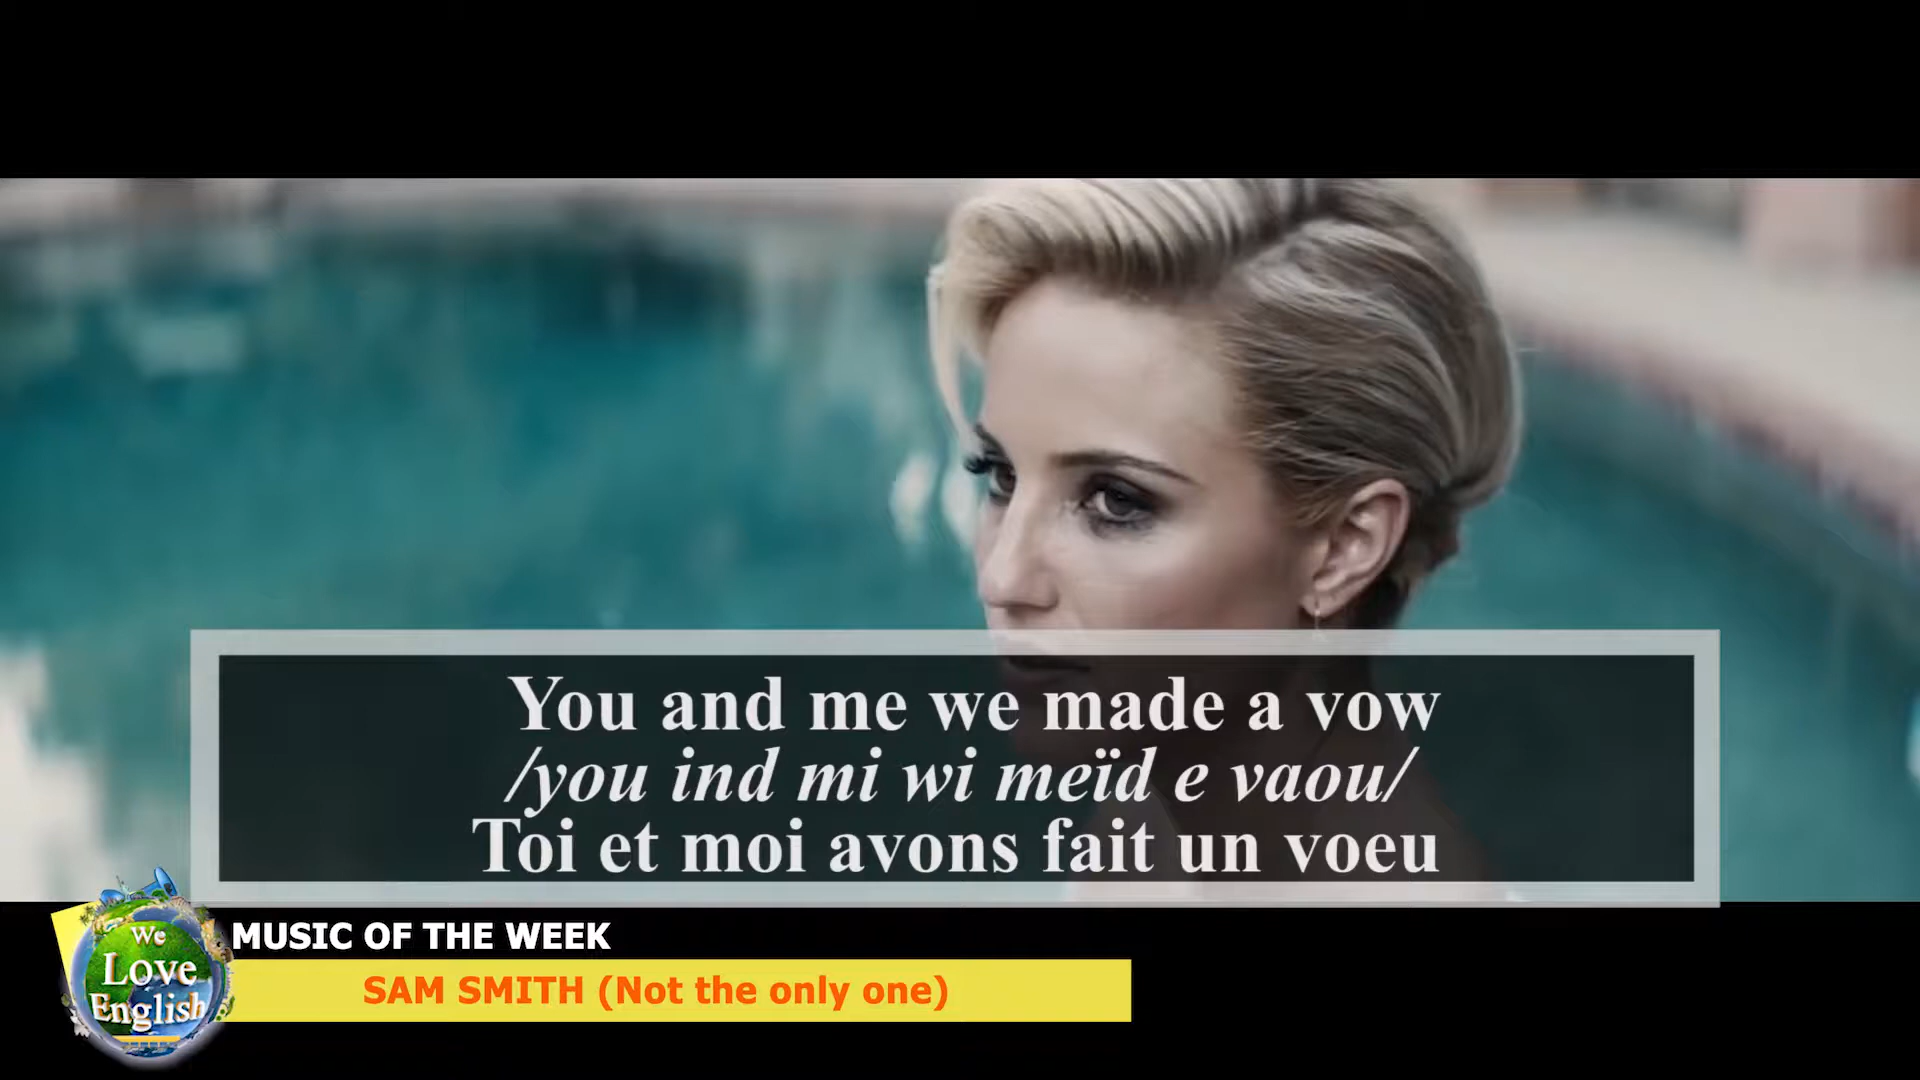 You and me we made a vow
/you ind mi wi meïd e vaou/
Toi et moi avons fait un voeu
We
Love
English
MUSIC OF THE WEEK
SAM SMITH (Not the only one)